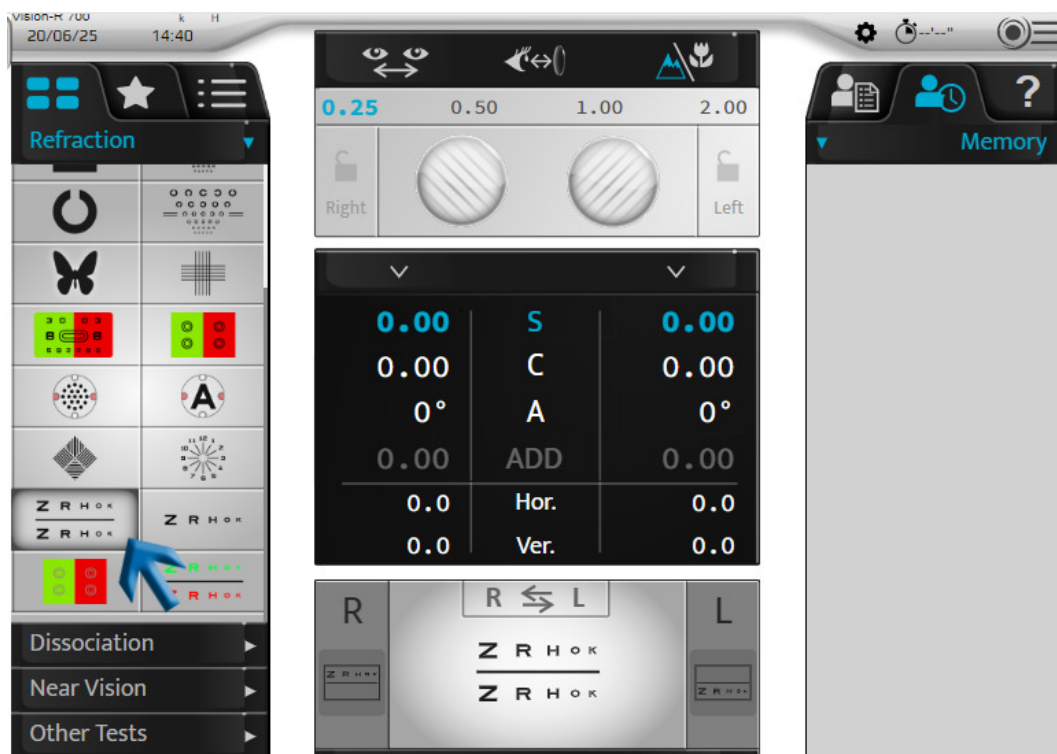 Vision-R 700 k H
20/06/25 14:40
Refraction
Memory
?
0.25 0.50 1.00 2.00
Right Left
0.00 S 0.00
0.00 C 0.00
0° A 0°
0.00 ADD 0.00
0.0 Hor. 0.0
0.0 Ver. 0.0
A
Z R H O K
Z R H O K
Z R H O K
Z R H O K
R H O K
Dissociation
Near Vision
Other Tests
R R L L
Z R H O K
Z R H O K
Z R H O K
Z R H O K